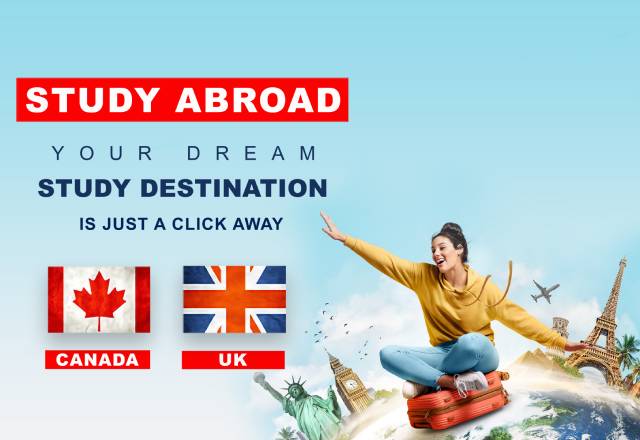 STUDY ABROAD
YOUR DREAM
STUDY DESTINATION
IS JUST A CLICK AWAY
CANADA
UK